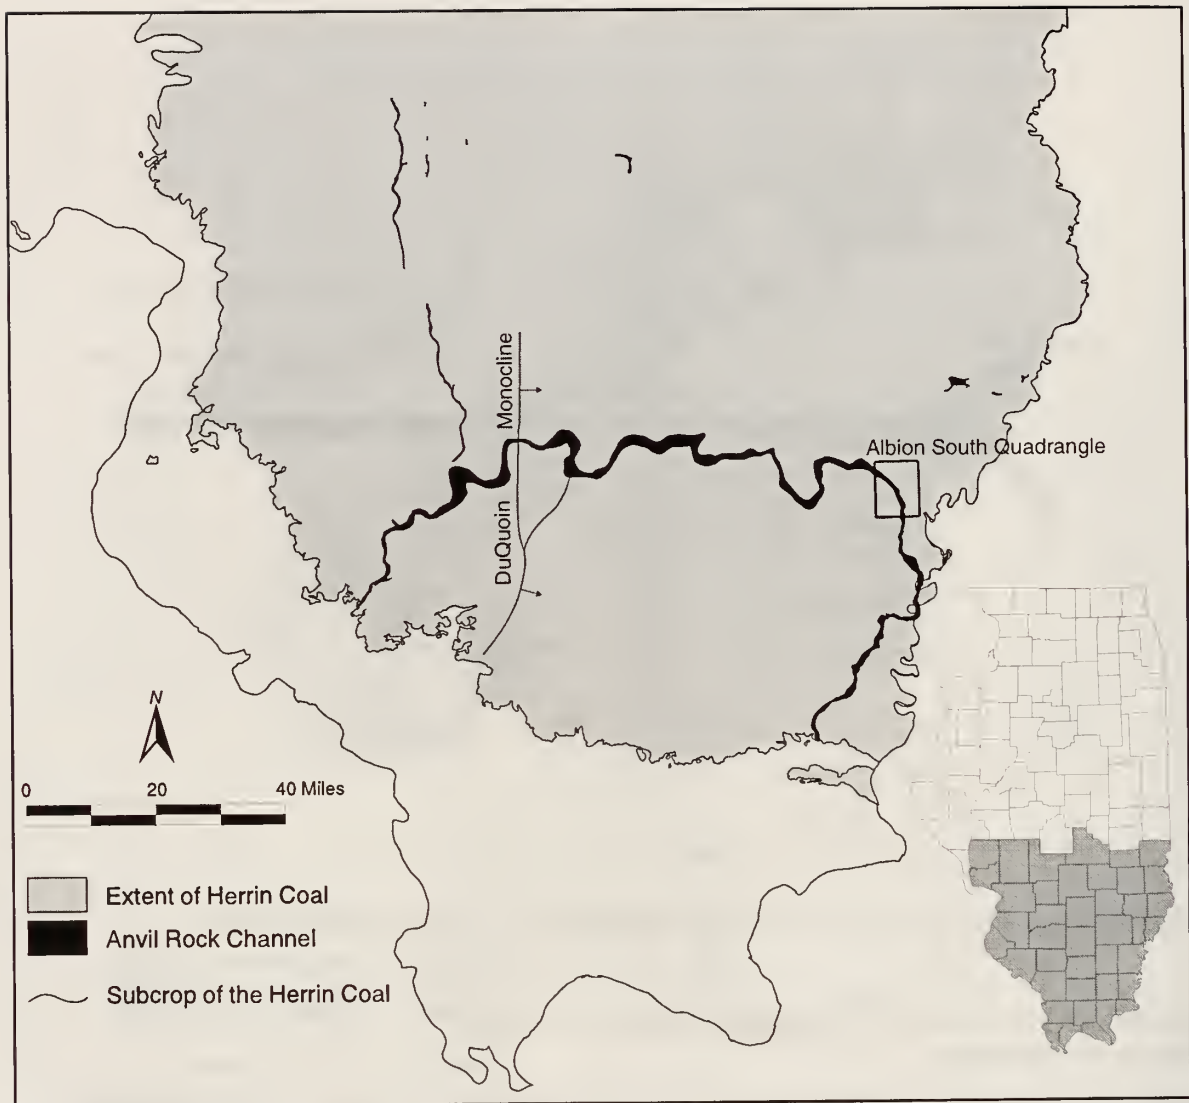 Monocline
Albion South Quadrangle
DuQuoin
N
0 20 40 Miles
Extent of Herrin Coal
Anvil Rock Channel
Subcrop of the Herrin Coal